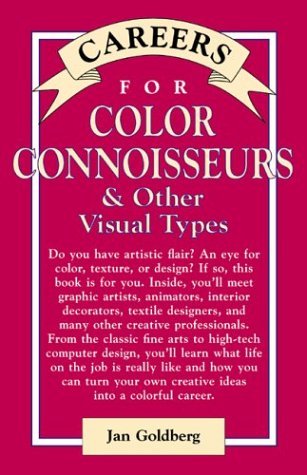 CAREERS
FOR
COLOR
CONNOISSEURS
& Other
Visual Types
Do you have artistic flair? An eye for
color, texture, or design? If so, this
book is for you. Inside, you'll meet
graphic artists, animators, interior
decorators, textile designers, and
many other creative professionals.
From the classic fine arts to high-tech
computer design, you'll learn what life
on the job is really like and how you
can turn your own creative ideas
into a colorful career.
Jan Goldberg